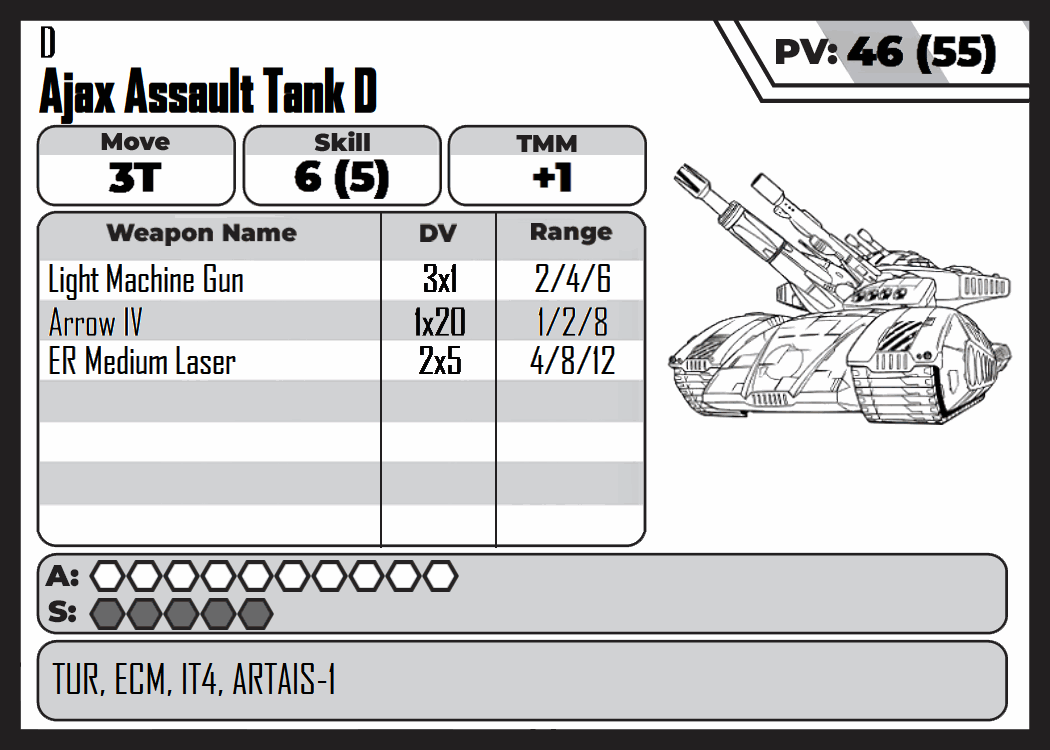 D
Ajax Assault Tank D
PV: 46 (55)
Move Skill TMM
3T 6 (5) +1
Weapon Name DV Range
Light Machine Gun 3x1 2/4/6
Arrow IV 1x20 1/2/8
ER Medium Laser 2x5 4/8/12
A:
S:
TUR, ECM, IT4, ARTAIS-1